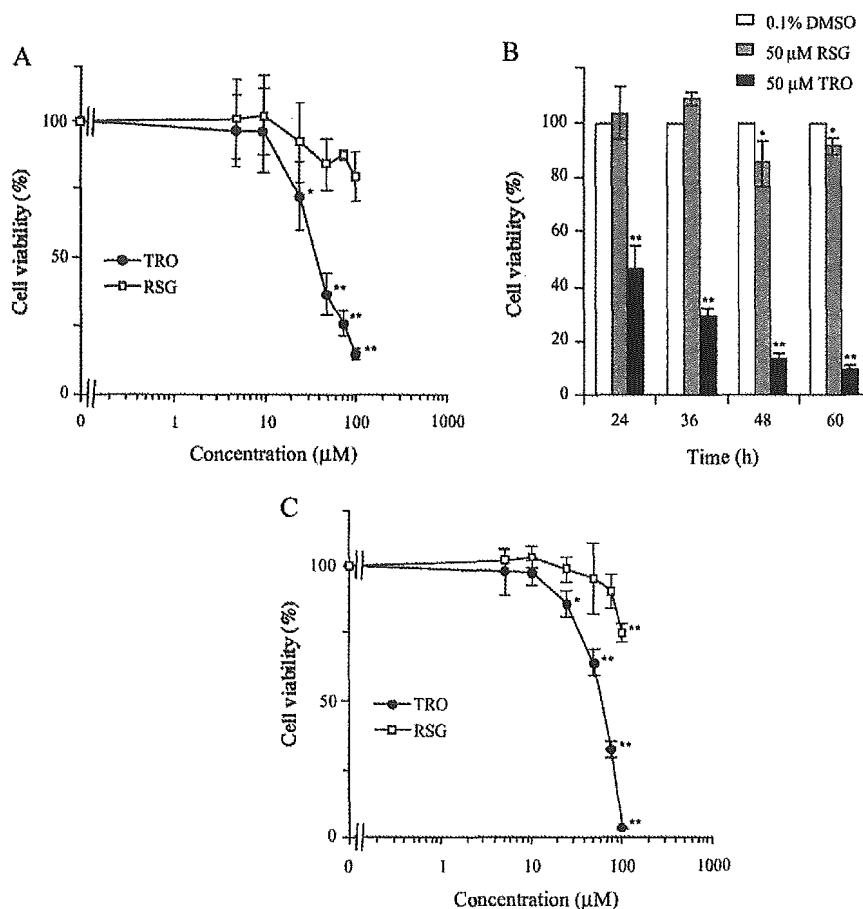 A
100
50
0
Cell viability (%)
TRO
RSG
*
**
**
**
0
1
10
100
1000
Concentration (μM)
B
0.1% DMSO
50 μM RSG
50 μM TRO
100
80
60
40
20
0
Cell viability (%)
**
**
*
**
*
**
24
36
48
60
Time (h)
C
100
50
0
Cell viability (%)
TRO
RSG
*
**
**
**
**
0
1
10
100
1000
Concentration (μM)